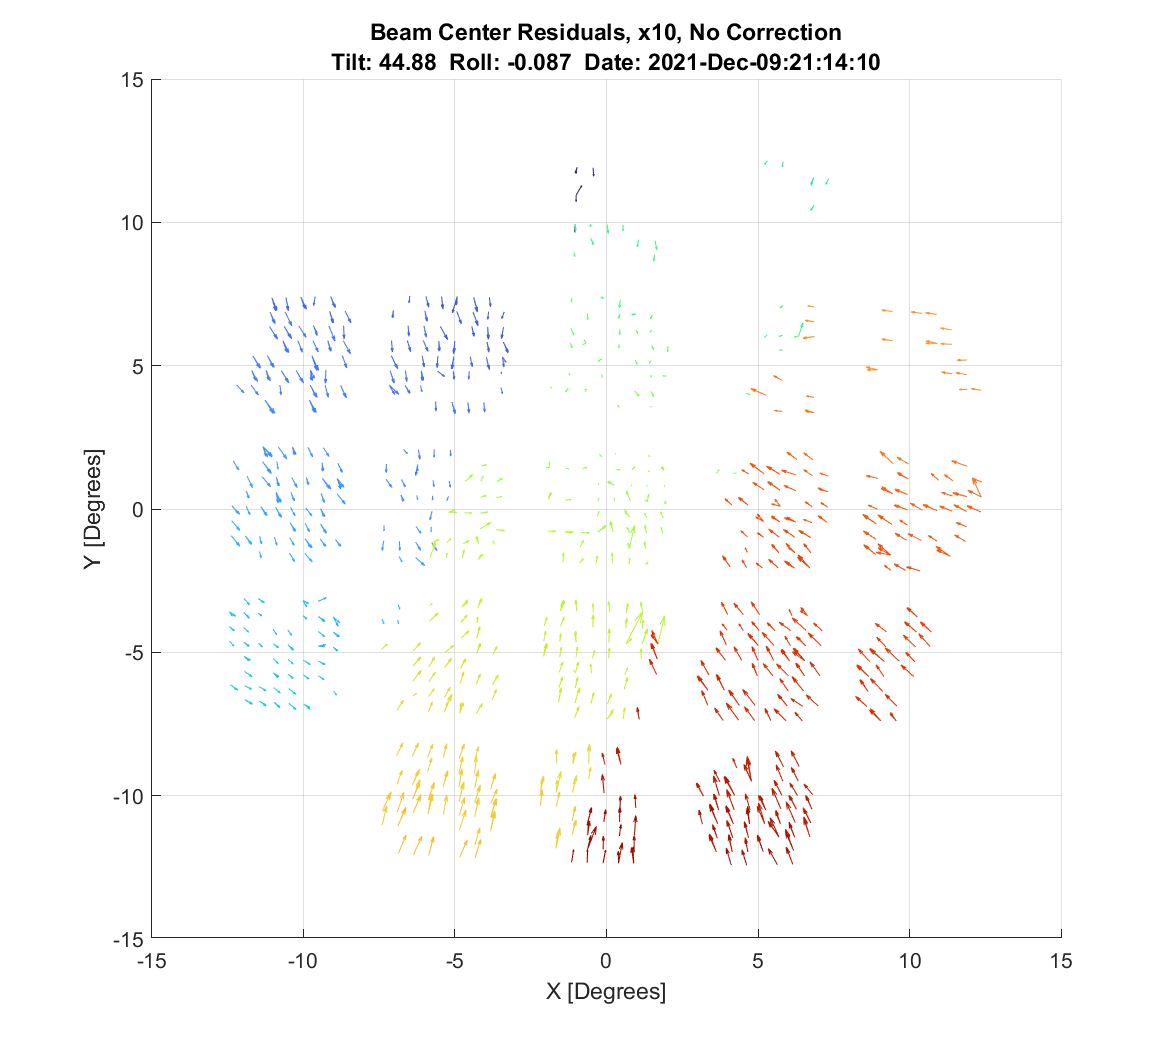 Beam Center Residuals, x10, No Correction
Tilt: 44.88  Roll: -0.087  Date: 2021-Dec-09:21:14:10
15
10
5
0
-5
-10
-15
Y [Degrees]
-15 -10 -5 0 5 10 15
X [Degrees]